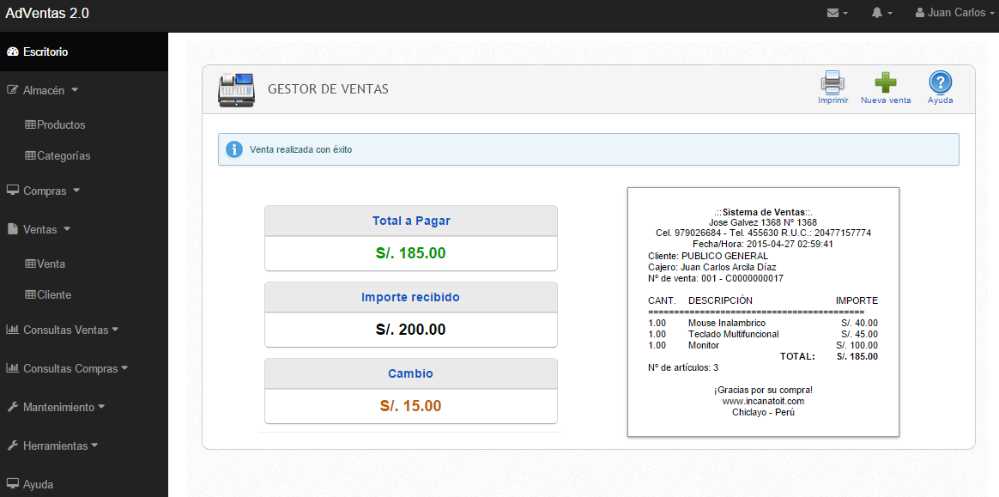 AdVentas 2.0
Juan Carlos
Escritorio
Almacén
Productos
Categorías
Compras
Ventas
Venta
Cliente
Consultas Ventas
Consultas Compras
Mantenimiento
Herramientas
Ayuda
GESTOR DE VENTAS
Imprimir
Nueva venta
Ayuda
Venta realizada con éxito
Total a Pagar
S/. 185.00
Importe recibido
S/. 200.00
Cambio
S/. 15.00
.::Sistema de Ventas::.
Jose Galvez 1368 Nº 1368
Cel. 979026684 - Tel. 455630 R.U.C.: 20477157774
Fecha/Hora: 2015-04-27 02:59:41
Cliente: PUBLICO GENERAL
Cajero: Juan Carlos Arcila Díaz
Nº de venta: 001 - C0000000017
CANT. DESCRIPCIÓN IMPORTE
==========================================
1.00 Mouse Inalambrico S/. 40.00
1.00 Teclado Multifuncional S/. 45.00
1.00 Monitor S/. 100.00
TOTAL: S/. 185.00
Nº de artículos: 3
¡Gracias por su compra!
www.incanatoit.com
Chiclayo - Perú